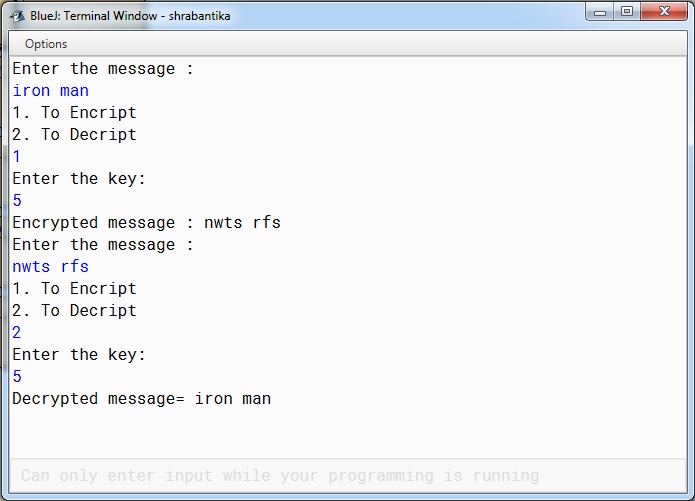 BlueJ: Terminal Window - shrabantika
Options
Enter the message :
iron man
1. To Encript
2. To Decript
1
Enter the key:
5
Encrypted message : nwts rfs
Enter the message :
nwts rfs
1. To Encript
2. To Decript
2
Enter the key:
5
Decrypted message= iron man
Can only enter input while your programming is running